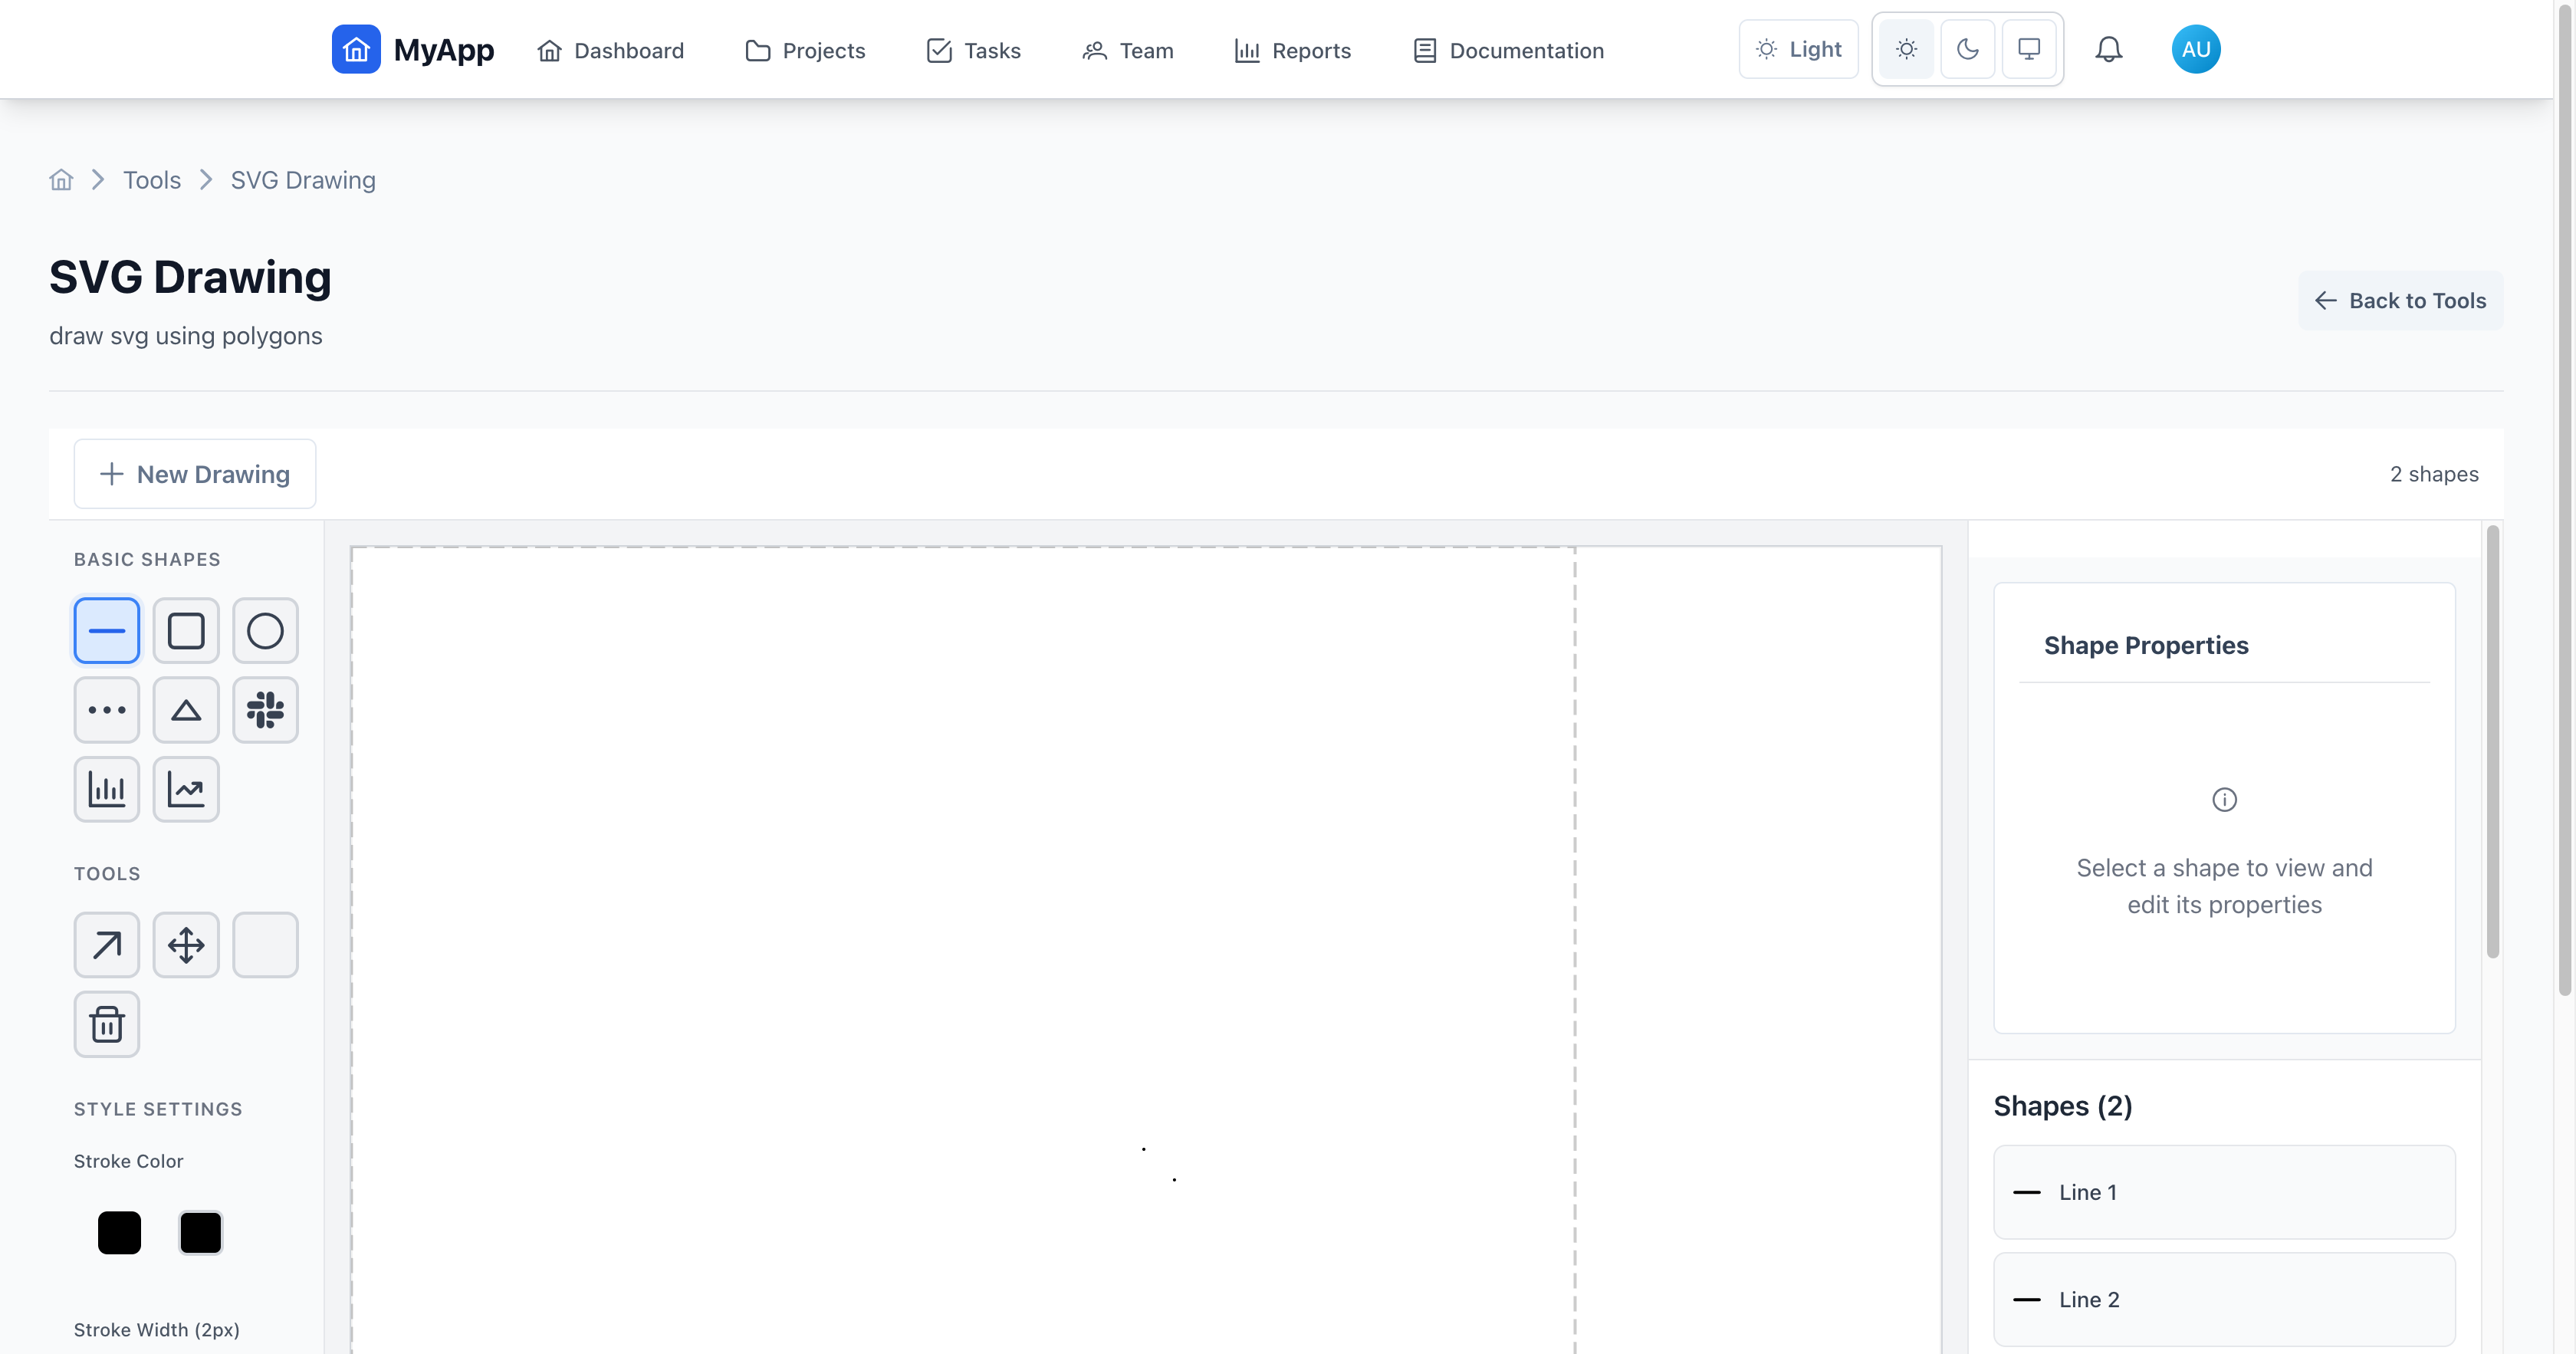 MyApp Dashboard Projects Tasks Team Reports Documentation Light AU
Tools SVG Drawing
SVG Drawing
draw svg using polygons
Back to Tools
New Drawing 2 shapes
BASIC SHAPES
TOOLS
STYLE SETTINGS
Stroke Color
Stroke Width (2px)
Shape Properties
Select a shape to view and
edit its properties
Shapes (2)
Line 1
Line 2